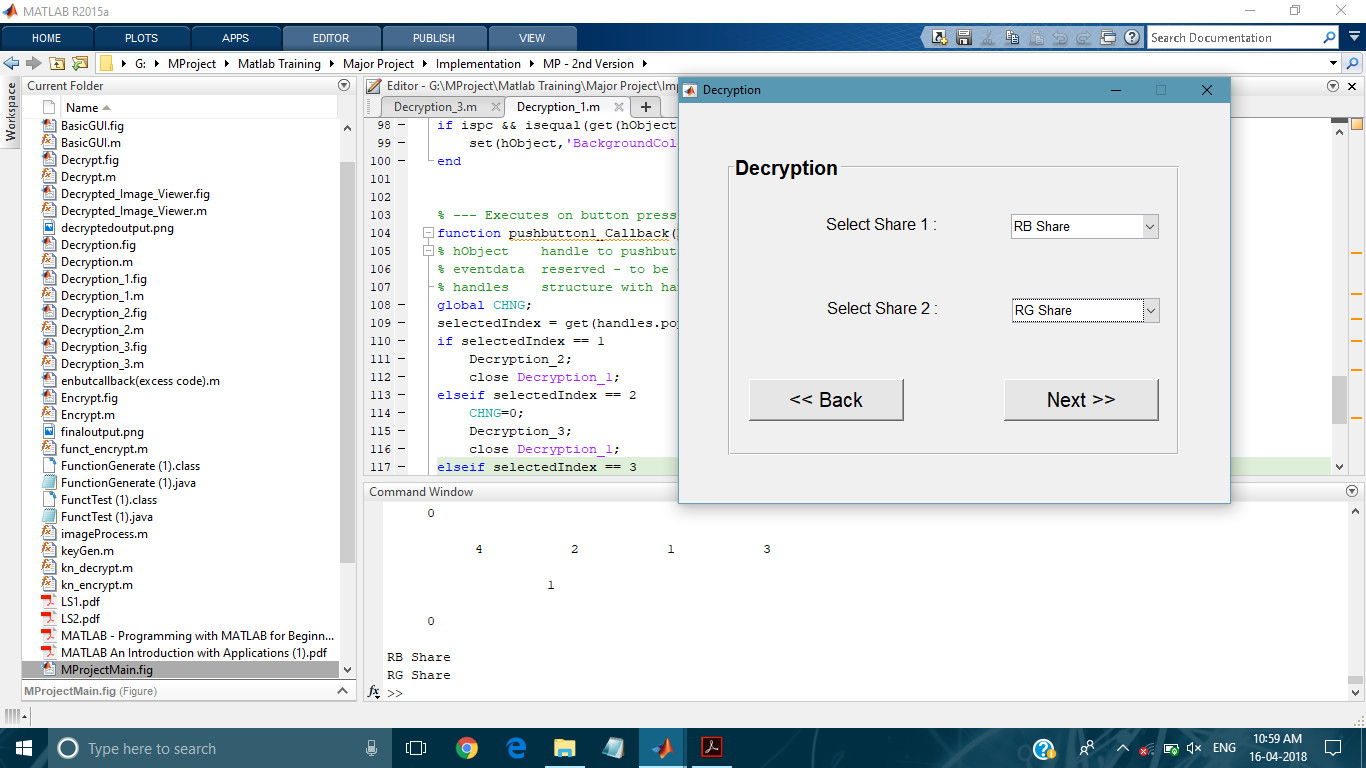 MATLAB R2015a
HOME PLOTS APPS EDITOR PUBLISH VIEW
Search Documentation
G: MProject Matlab Training Major Project Implementation MP - 2nd Version
Workspace
Current Folder
Name
BasicGUI.fig
BasicGUI.m
Decrypt.fig
Decrypt.m
Decrypted_Image_Viewer.fig
Decrypted_Image_Viewer.m
decryptedoutput.png
Decryption.fig
Decryption.m
Decryption_1.fig
Decryption_1.m
Decryption_2.fig
Decryption_2.m
Decryption_3.fig
Decryption_3.m
enbutcallback(excess code).m
Encrypt.fig
Encrypt.m
finaloutput.png
funct_encrypt.m
FunctionGenerate (1).class
FunctionGenerate (1).java
FunctTest (1).class
FunctTest (1).java
imageProcess.m
keyGen.m
kn_decrypt.m
kn_encrypt.m
LS1.pdf
LS2.pdf
MATLAB - Programming with MATLAB for Beginn...
MATLAB An Introduction with Applications (1).pdf
MProjectMain.fig
MProjectMain.fig (Figure)
Editor - G:\MProject\Matlab Training\Major Project\Im
Decryption_3.m Decryption_1.m
98 – if ispc && isequal(get(hObject
99 – set(hObject,'BackgroundCol
100 – end
101
102
103 % --- Executes on button press
104 function pushbutton1_Callback(
105 % hObject handle to pushbutt
106 % eventdata reserved - to be
107 % handles structure with ha
108 – global CHNG;
109 – selectedIndex = get(handles.po
110 – if selectedIndex == 1
111 – Decryption_2;
112 – close Decryption_1;
113 – elseif selectedIndex == 2
114 – CHNG=0;
115 – Decryption_3;
116 – close Decryption_1;
117 – elseif selectedIndex == 3
Decryption
Decryption
Select Share 1 : RB Share
Select Share 2 : RG Share
<< Back Next >>
Command Window
0
4 2 1 3
1
0
RB Share
RG Share
fx >>
Type here to search
ENG
10:59 AM
16-04-2018